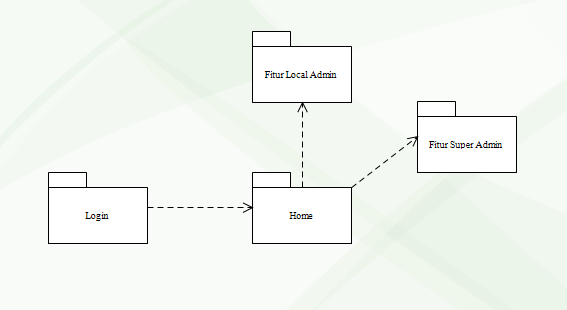 Fitur Local Admin
Fitur Super Admin
Login
Home